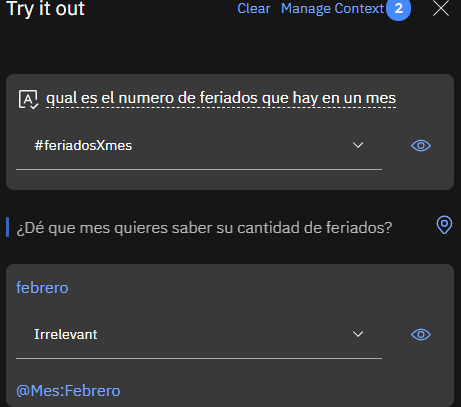 Try it out
Clear Manage Context 2
qual es el numero de feriados que hay en un mes
#feriadosXmes
¿Dé que mes quieres saber su cantidad de feriados?
febrero
Irrelevant
@Mes:Febrero